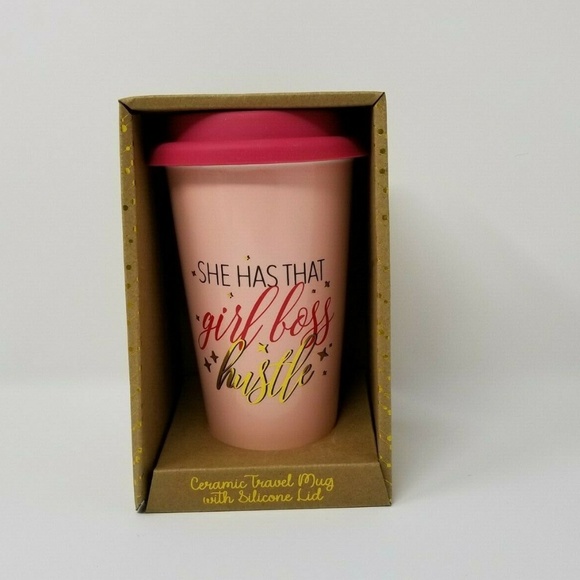 SHE HAS THAT
girl boss
hustle
Ceramic Travel Mug
with Silicone Lid